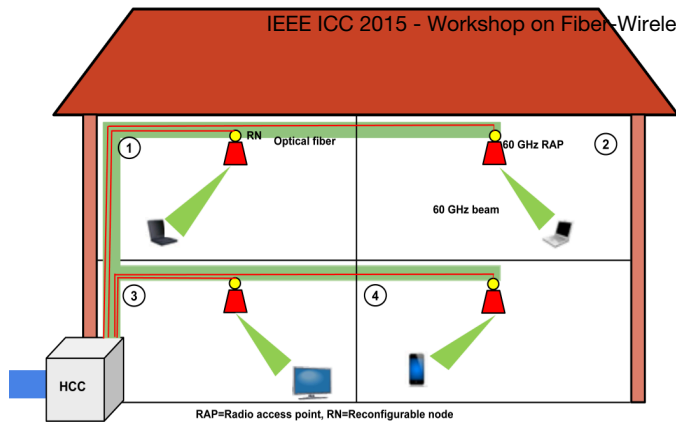 IEEE ICC 2015 - Workshop on Fiber-Wirele
1
RN
Optical fiber
60 GHz RAP
2
60 GHz beam
3
4
HCC
RAP=Radio access point, RN=Reconfigurable node